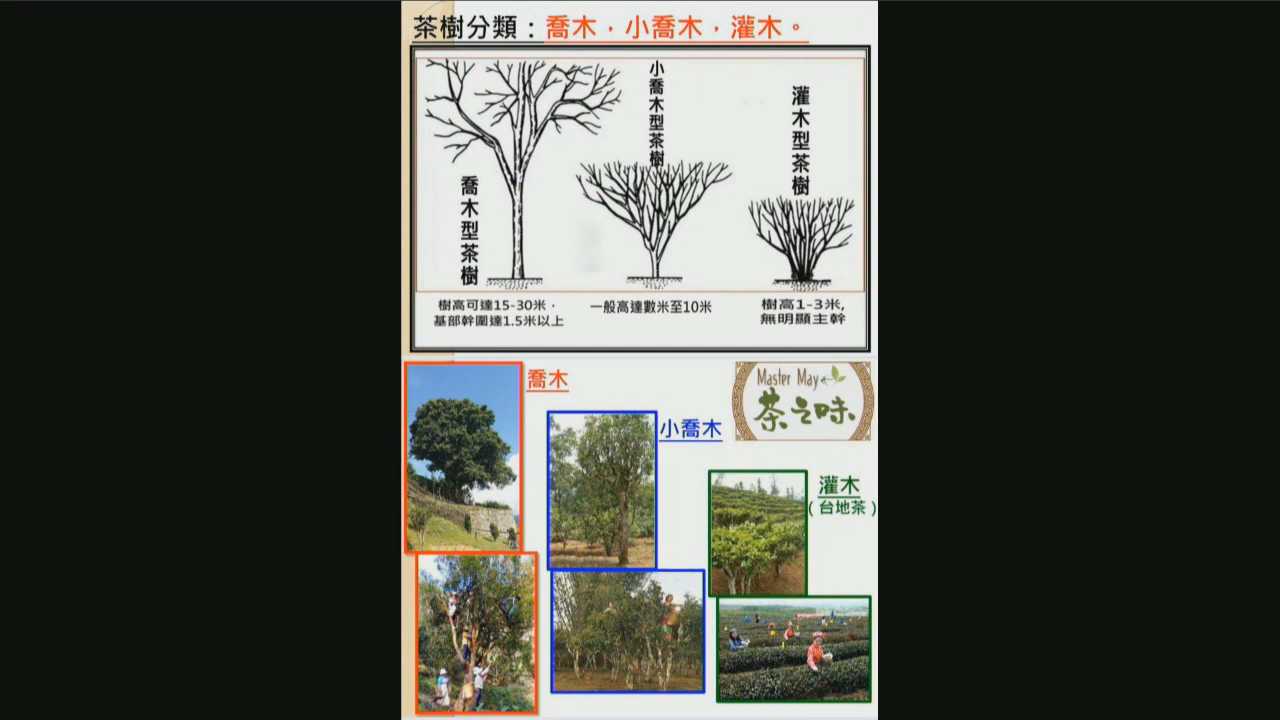 茶樹分類：喬木，小喬木，灌木。
喬木型茶樹
小喬木型茶樹
灌木型茶樹
樹高可達15-30米，
基部幹圍達1.5米以上
一般高達數米至10米
樹高1-3米,
無明顯主幹
喬木
小喬木
Master May
茶之味
灌木
(台地茶)